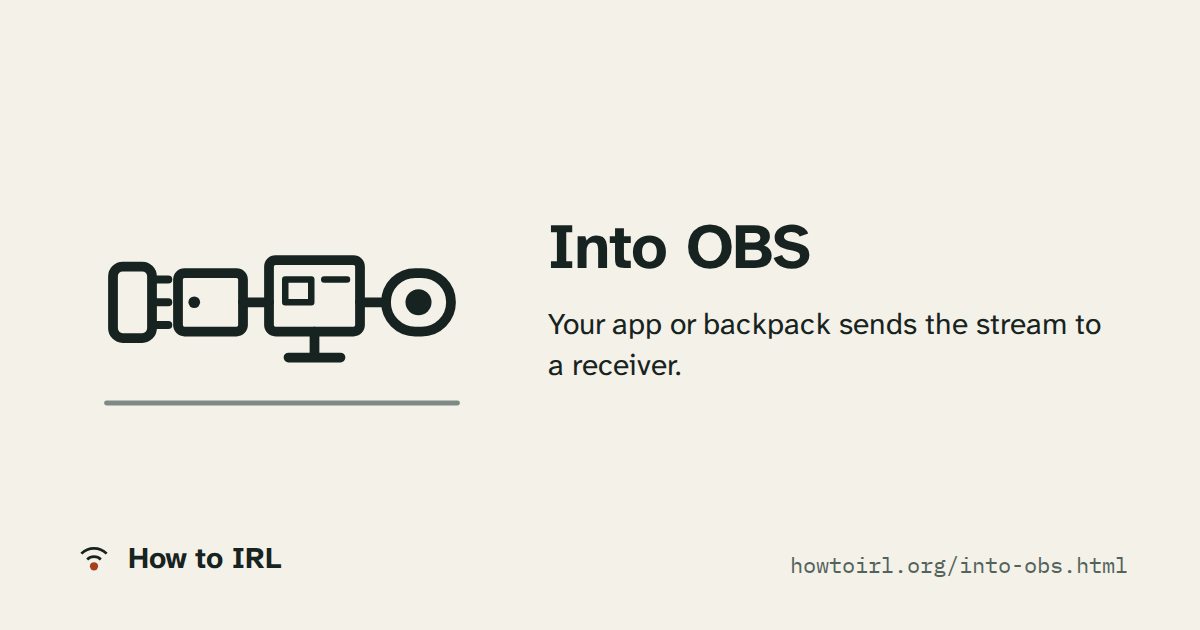 Into OBS
Your app or backpack sends the stream to
a receiver.
How to IRL
howtoirl.org/into-obs.html